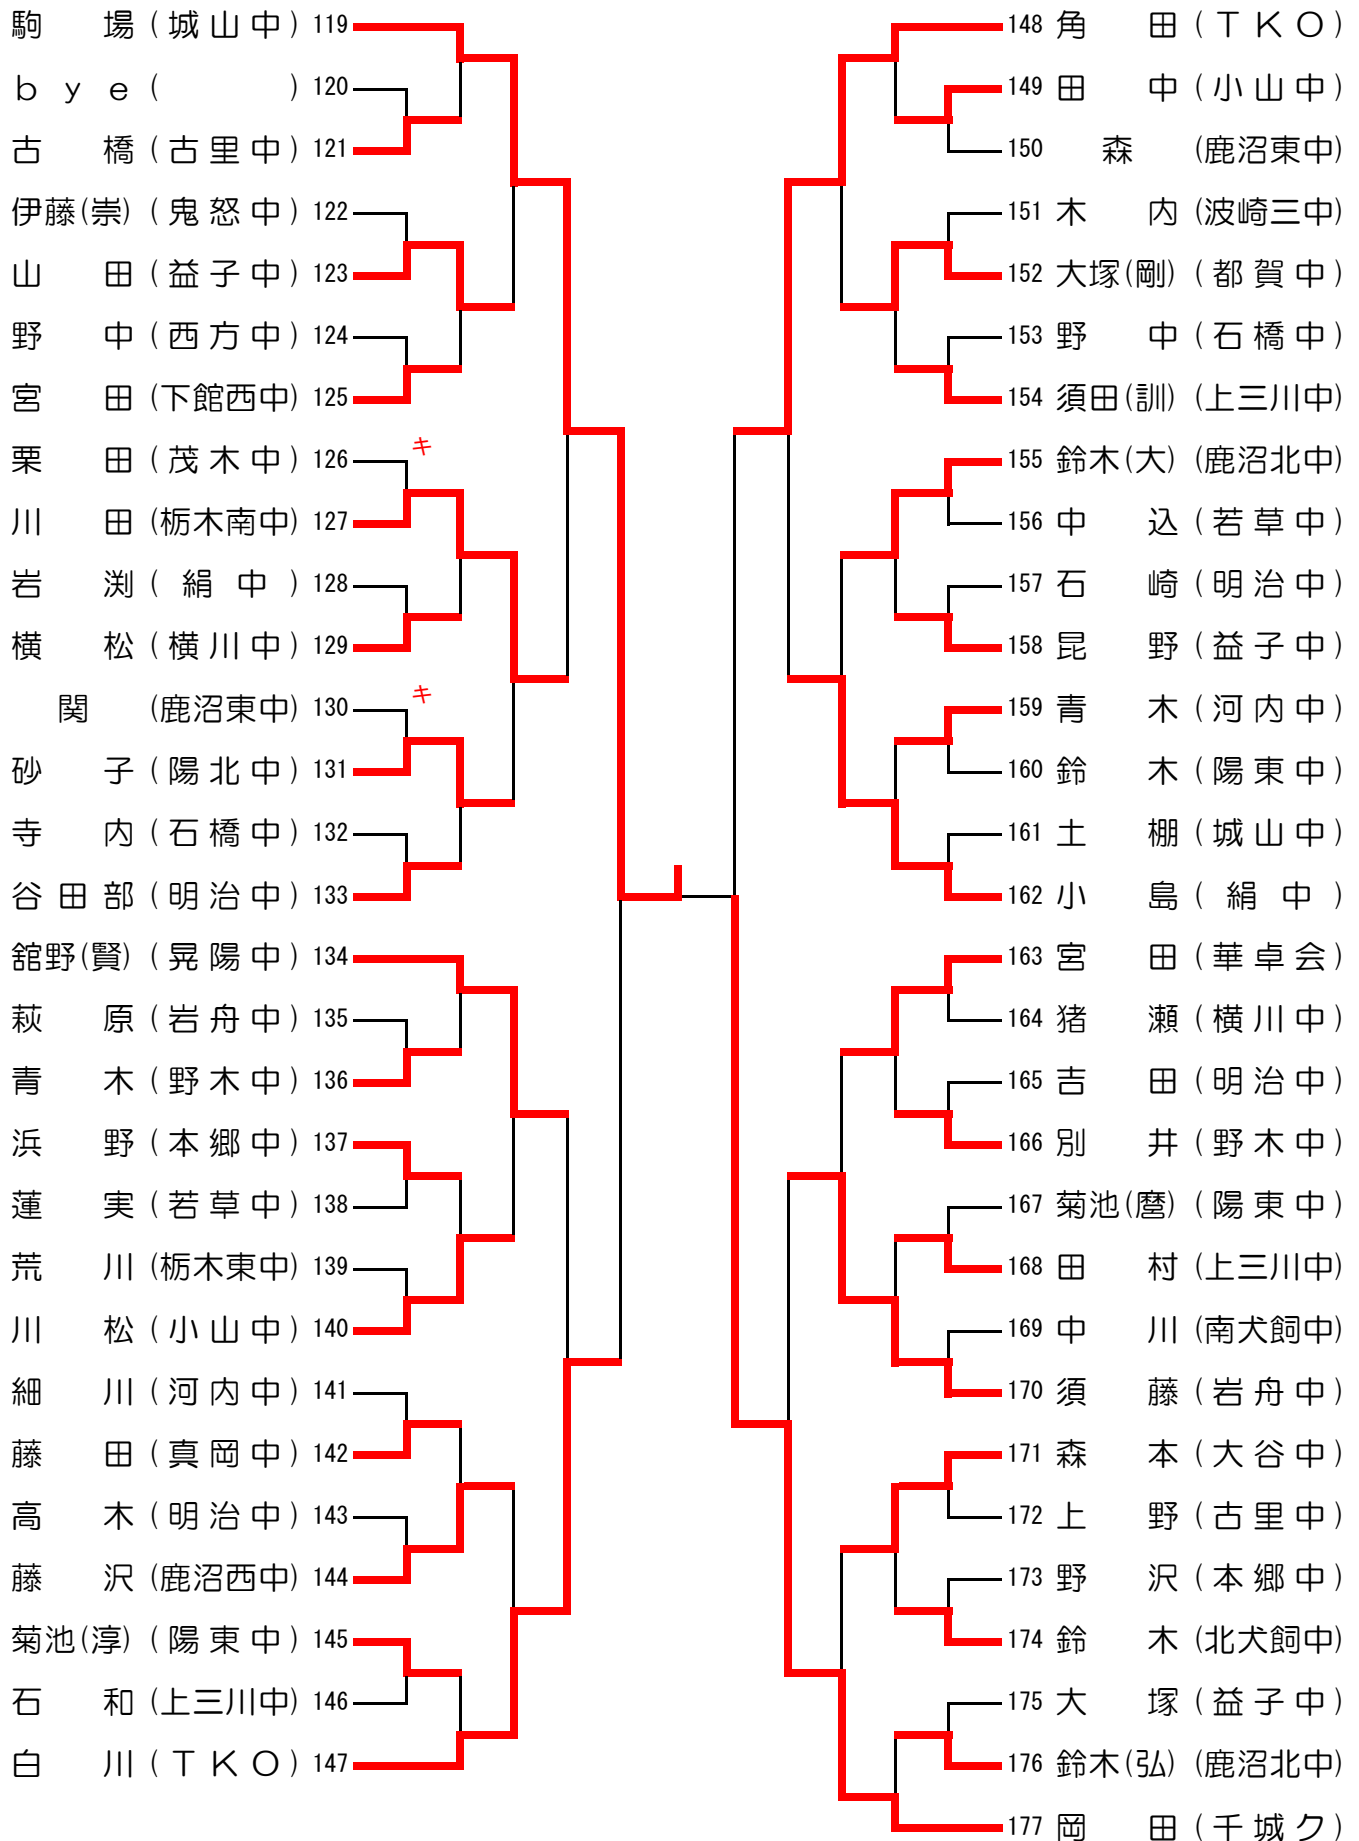 駒場(城山中)119
bye( )120
古橋(古里中)121
伊藤(崇)(鬼怒中)122
山田(益子中)123
野中(西方中)124
宮田(下館西中)125
栗田(茂木中)126 キ
川田(栃木南中)127
岩渕(絹中)128
横松(横川中)129
関(鹿沼東中)130 キ
砂子(陽北中)131
寺内(石橋中)132
谷田部(明治中)133
舘野(賢)(晃陽中)134
萩原(岩舟中)135
青木(野木中)136
浜野(本郷中)137
蓮実(若草中)138
荒川(栃木東中)139
川松(小山中)140
細川(河内中)141
藤田(真岡中)142
高木(明治中)143
藤沢(鹿沼西中)144
菊池(淳)(陽東中)145
石和(上三川中)146
白川(TKO)147
148 角田(TKO)
149 田中(小山中)
150 森(鹿沼東中)
151 木内(波崎三中)
152 大塚(剛)(都賀中)
153 野中(石橋中)
154 須田(訓)(上三川中)
155 鈴木(大)(鹿沼北中)
156 中込(若草中)
157 石崎(明治中)
158 昆野(益子中)
159 青木(河内中)
160 鈴木(陽東中)
161 土棚(城山中)
162 小島(絹中)
163 宮田(華卓会)
164 猪瀬(横川中)
165 吉田(明治中)
166 別井(野木中)
167 菊池(麿)(陽東中)
168 田村(上三川中)
169 中川(南犬飼中)
170 須藤(岩舟中)
171 森本(大谷中)
172 上野(古里中)
173 野沢(本郷中)
174 鈴木(北犬飼中)
175 大塚(益子中)
176 鈴木(弘)(鹿沼北中)
177 岡田(千城ク)